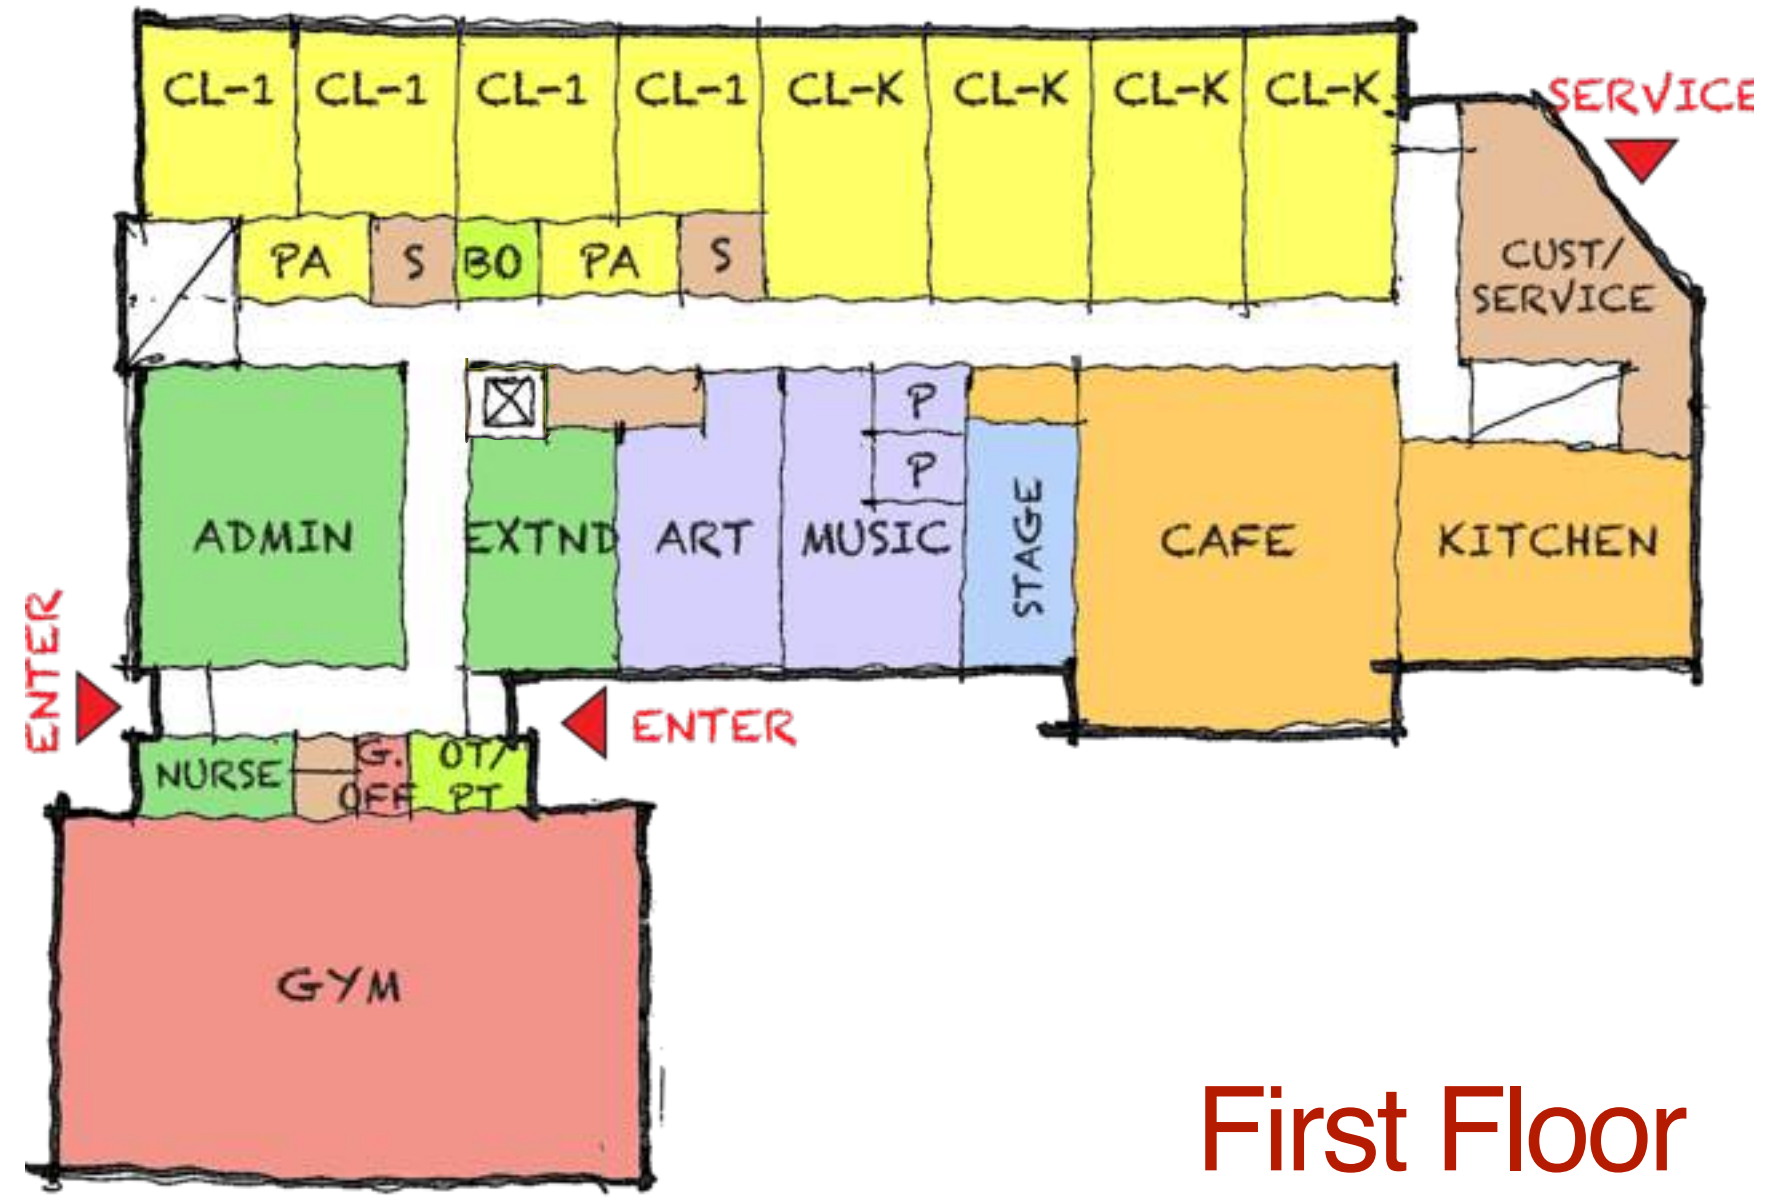 CL-1 CL-1 CL-1 CL-1 CL-K CL-K CL-K CL-K
SERVICE
PA S BO PA S
CUST/
SERVICE
P
P
ADMIN EXTND ART MUSIC STAGE CAFE KITCHEN
ENTER
ENTER
NURSE
G.
OFF
OT/
PT
GYM
First Floor